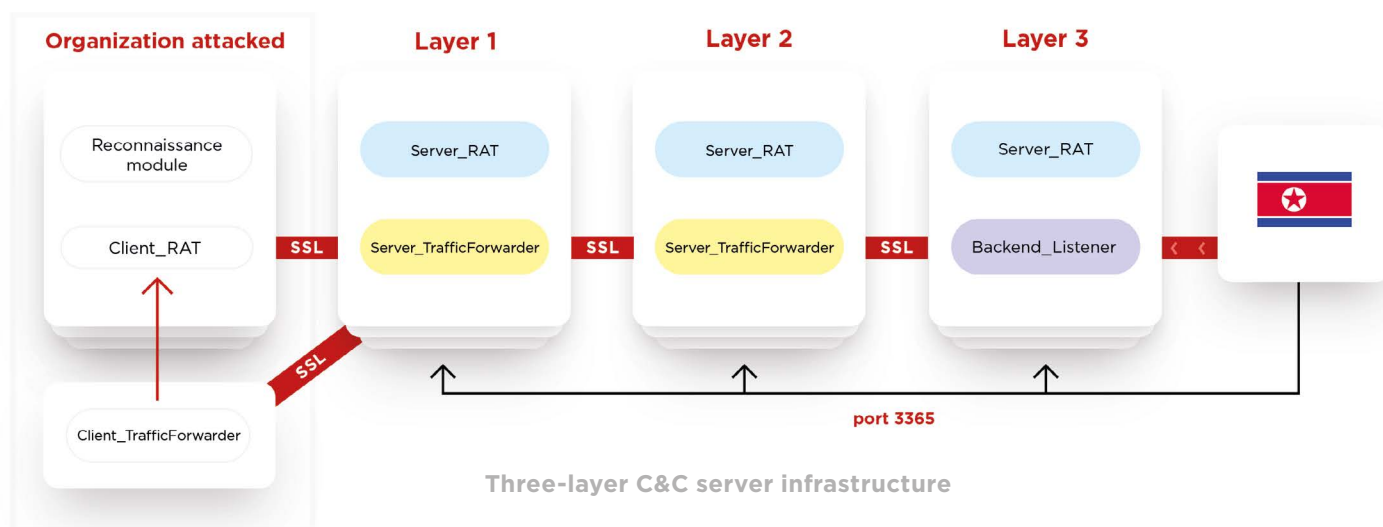 Organization attacked
Layer 1
Layer 2
Layer 3
Reconnaissance
module
Server_RAT
Server_RAT
Server_RAT
Client_RAT
SSL
Server_TrafficForwarder
SSL
Server_TrafficForwarder
SSL
Backend_Listener
SSL
port 3365
Client_TrafficForwarder
Three-layer C&C server infrastructure